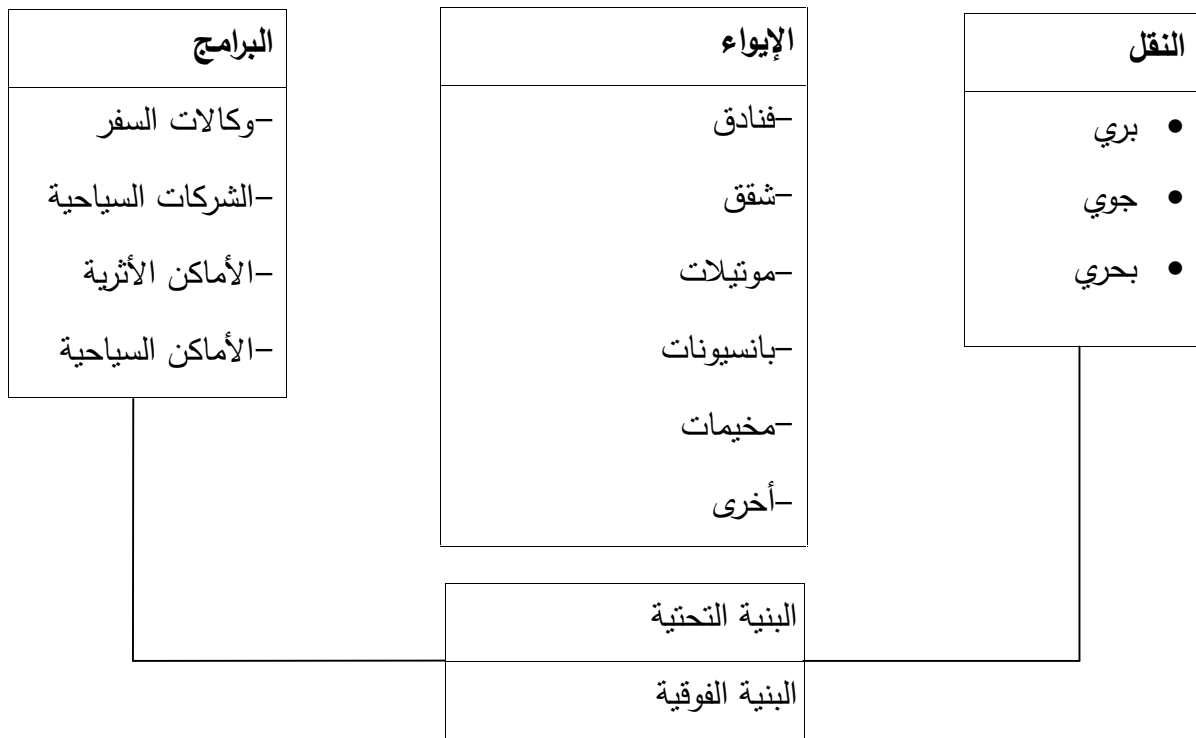 النقل
• بري
• جوي
• بحري
الإيواء
-فنادق
-شقق
-موتيلات
-بانسيونات
-مخيمات
-أخرى
البرامج
-وكالات السفر
-الشركات السياحية
-الأماكن الأثرية
-الأماكن السياحية
البنية التحتية
البنية الفوقية